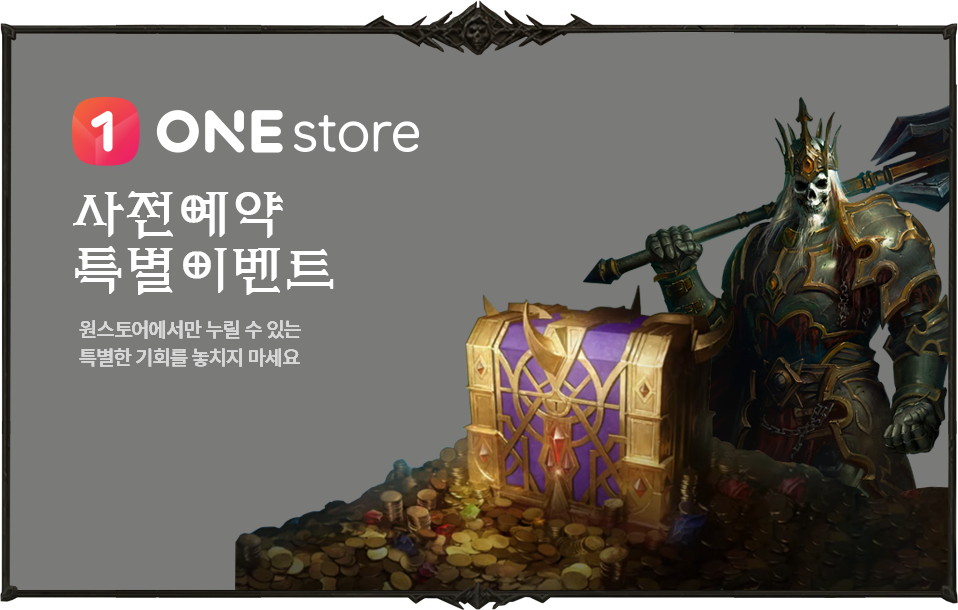 1 ONE store
사전예약
특별이벤트
원스토어에서만 누릴 수 있는
특별한 기회를 놓치지 마세요